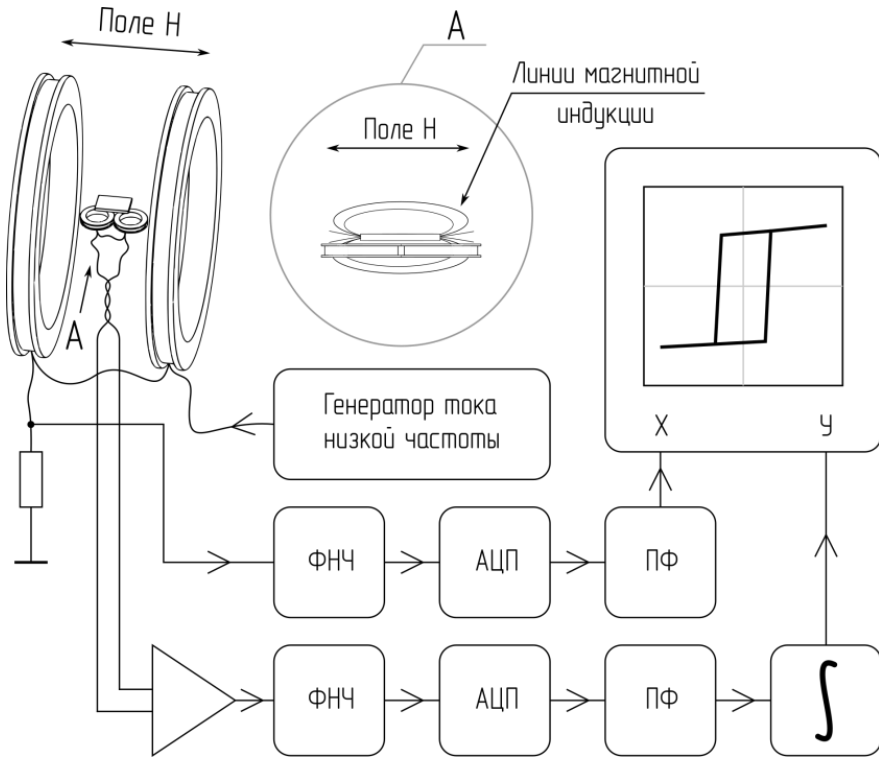 Поле Н
А
Линии магнитной
индукции
Поле Н
А
Генератор тока
низкой частоты
X
У
ФНЧ
АЦП
ПФ
ФНЧ
АЦП
ПФ
∫